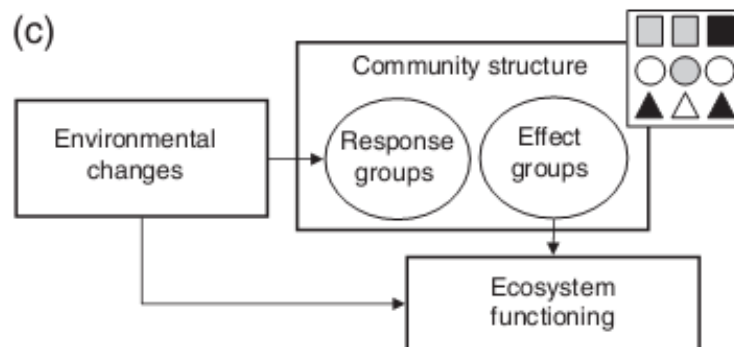 (c)
Community structure
Environmental
changes
Response
groups
Effect
groups
Ecosystem
functioning